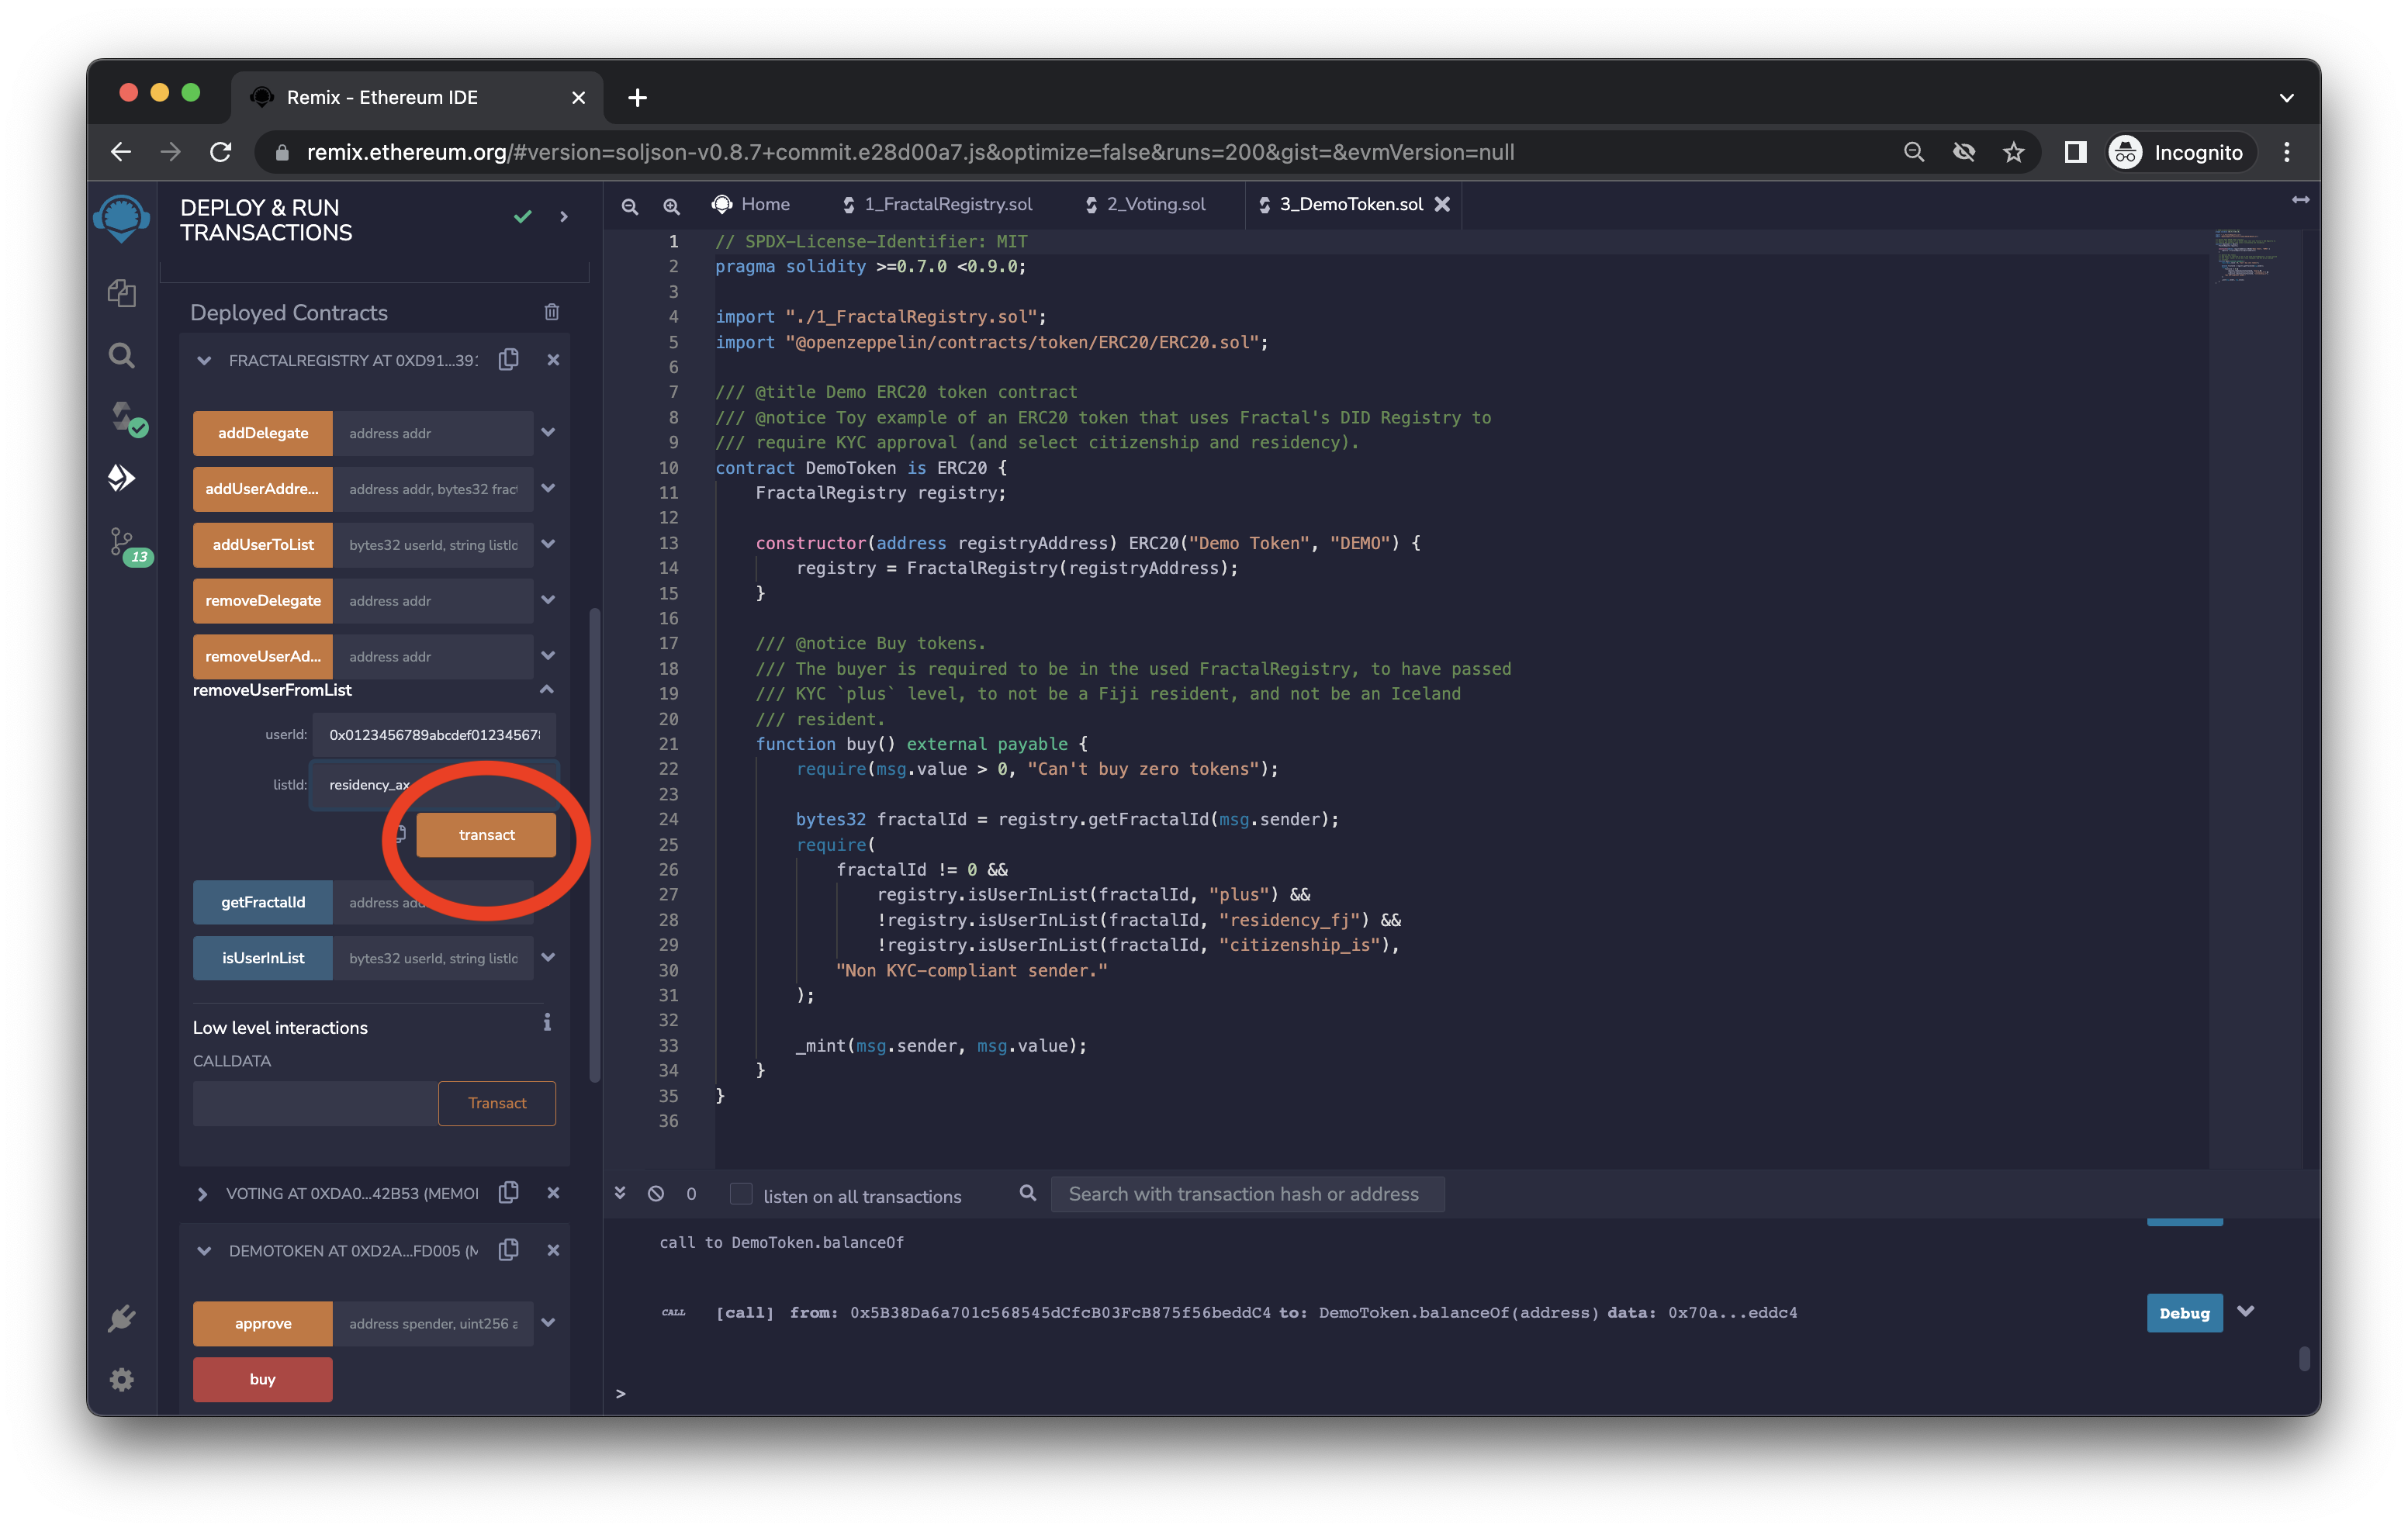 Remix - Ethereum IDE
remix.ethereum.org/#version=soljson-v0.8.7+commit.e28d00a7.js&optimize=false&runs=200&gist=&evmVersion=null
Incognito
DEPLOY & RUN
TRANSACTIONS
13
Deployed Contracts
FRACTALREGISTRY AT 0XD91...39
addDelegate address addr
addUserAddre... address addr, bytes32 fract
addUserToList bytes32 userId, string listId
removeDelegate address addr
removeUserAd... address addr
removeUserFromList
userId: 0x0123456789abcdef01234567
listId: residency_ax
transact
getFractalId address
isUserInList bytes32 userId, string listId
Low level interactions
i
CALLDATA
Transact
VOTING AT 0XDA0...42B53 (MEMOI
DEMOTOKEN AT 0XD2A...FD005 (M
approve address spender, uint256 a
buy
Home 1_FractalRegistry.sol 2_Voting.sol 3_DemoToken.sol
1 // SPDX-License-Identifier: MIT
2 pragma solidity >=0.7.0 <0.9.0;
3
4 import "./1_FractalRegistry.sol";
5 import "@openzeppelin/contracts/token/ERC20/ERC20.sol";
6
7 /// @title Demo ERC20 token contract
8 /// @notice Toy example of an ERC20 token that uses Fractal's DID Registry to
9 /// require KYC approval (and select citizenship and residency).
10 contract DemoToken is ERC20 {
11 FractalRegistry registry;
12
13 constructor(address registryAddress) ERC20("Demo Token", "DEMO") {
14 registry = FractalRegistry(registryAddress);
15 }
16
17 /// @notice Buy tokens.
18 /// The buyer is required to be in the used FractalRegistry, to have passed
19 /// KYC `plus` level, to not be a Fiji resident, and not be an Iceland
20 /// resident.
21 function buy() external payable {
22 require(msg.value > 0, "Can't buy zero tokens");
23
24 bytes32 fractalId = registry.getFractalId(msg.sender);
25 require(
26 fractalId != 0 &&
27 registry.isUserInList(fractalId, "plus") &&
28 !registry.isUserInList(fractalId, "residency_fj") &&
29 !registry.isUserInList(fractalId, "citizenship_is"),
30 "Non KYC-compliant sender."
31 );
32
33 _mint(msg.sender, msg.value);
34 }
35 }
36
0 listen on all transactions Search with transaction hash or address
call to DemoToken.balanceOf
CALL [call] from: 0x5B38Da6a701c568545dCfcB03FcB875f56beddC4 to: DemoToken.balanceOf(address) data: 0x70a...eddc4 Debug
>